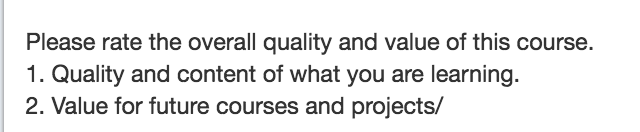 Please rate the overall quality and value of this course.
1. Quality and content of what you are learning.
2. Value for future courses and projects/